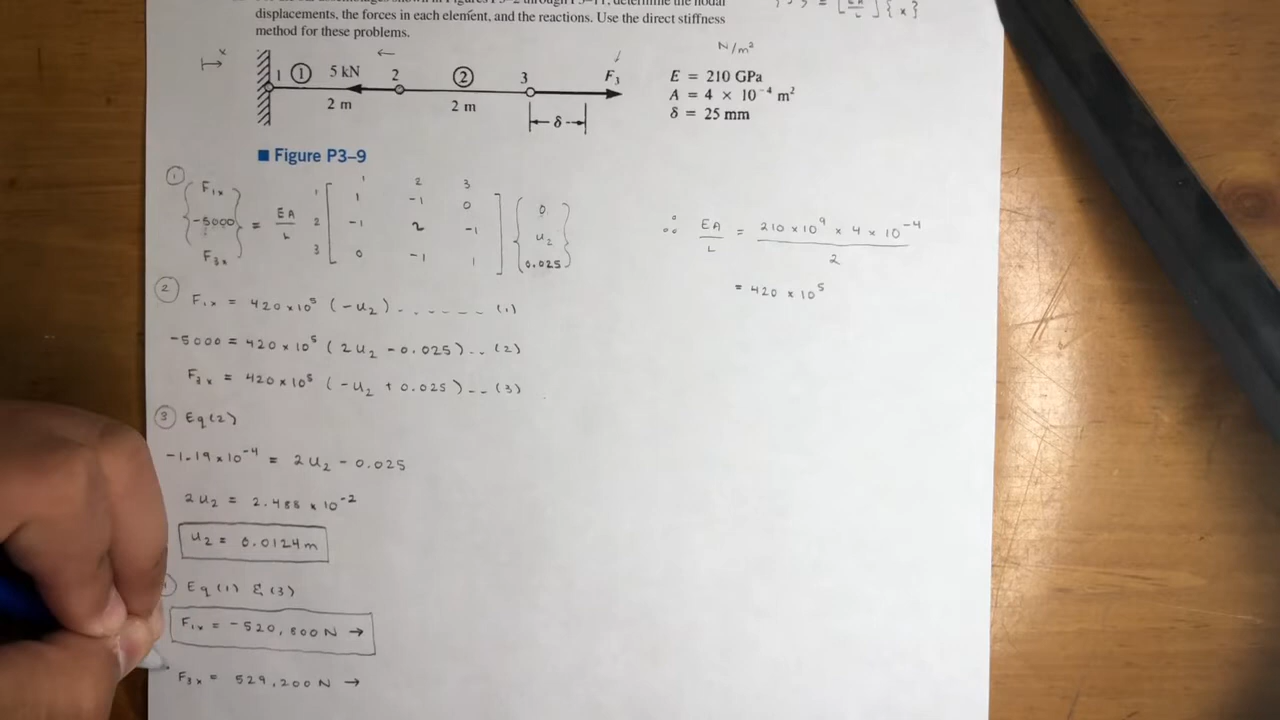 displacements, the forces in each element, and the reactions. Use the direct stiffness
method for these problems.
x
1 ① 5 kN 2 ② 3 F₃
2 m 2 m δ
N/m²
E = 210 GPa
A = 4 × 10⁻⁴ m²
δ = 25 mm
■ Figure P3–9
①
1 2 3
{ F₁ₓ -5000 F₃ₓ } = EA/L
1 [ 1 -1 0
2 -1 2 -1
3 0 -1 1 ]
{ 0 u₂ 0.025 }
∴ EA/L = 210 × 10⁹ × 4 × 10⁻⁴ / 2
= 420 × 10⁵
②
F₁ₓ = 420 × 10⁵ (-u₂) - - - - - - (1)
-5000 = 420 × 10⁵ (2u₂ - 0.025) - - (2)
F₃ₓ = 420 × 10⁵ (-u₂ + 0.025) - - (3)
③ Eq(2)
-1.19 × 10⁻⁴ = 2u₂ - 0.025
2u₂ = 2.488 × 10⁻²
u₂ = 0.0124m
Eq (1) & (3)
F₁ₓ = -520,800N →
F₃ₓ = 529,200N →